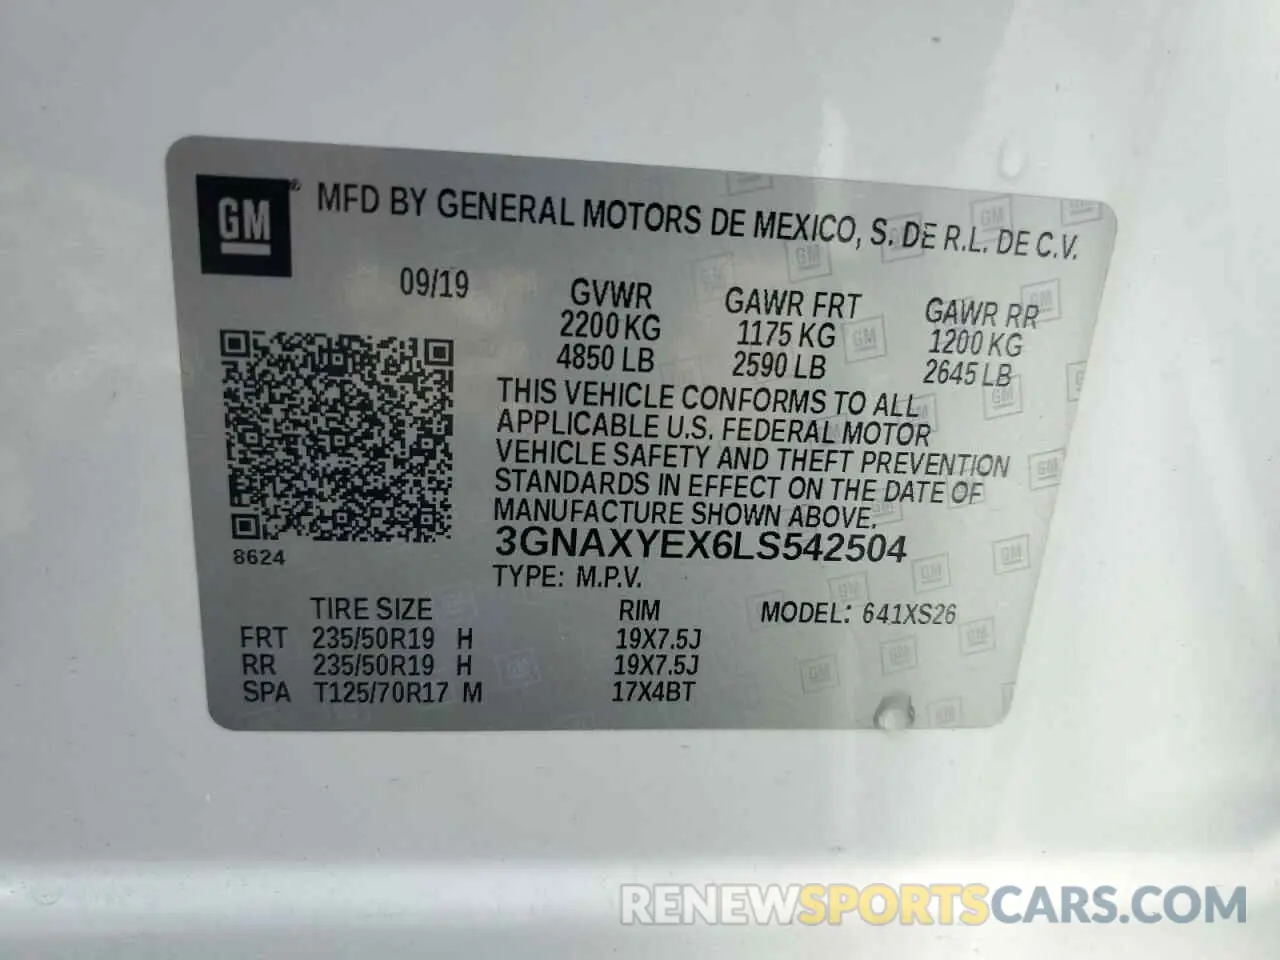 GM® MFD BY GENERAL MOTORS DE MEXICO, S. DE R.L. DE C.V.
09/19 GVWR GAWR FRT GAWR RR
2200 KG 1175 KG 1200 KG
4850 LB 2590 LB 2645 LB
THIS VEHICLE CONFORMS TO ALL
APPLICABLE U.S. FEDERAL MOTOR
VEHICLE SAFETY AND THEFT PREVENTION
STANDARDS IN EFFECT ON THE DATE OF
MANUFACTURE SHOWN ABOVE.
8624 3GNAXYEX6LS542504
TYPE: M.P.V.
TIRE SIZE RIM MODEL: 641XS26
FRT 235/50R19 H 19X7.5J
RR 235/50R19 H 19X7.5J
SPA T125/70R17 M 17X4BT
RENEWSPORTSCARS.COM